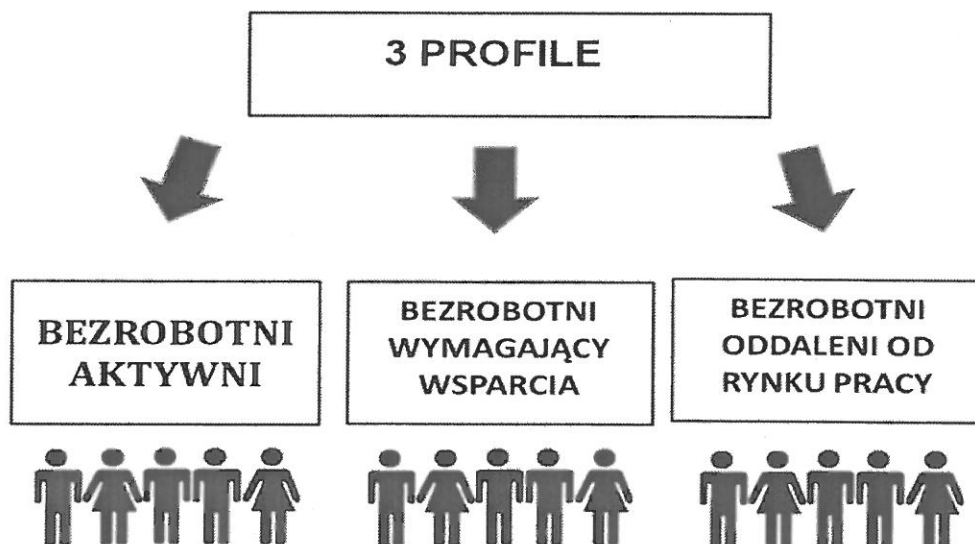 3 PROFILE
BEZROBOTNI
AKTYWNI
BEZROBOTNI
WYMAGAJĄCY
WSPARCIA
BEZROBOTNI
ODDALENI OD
RYNKU PRACY